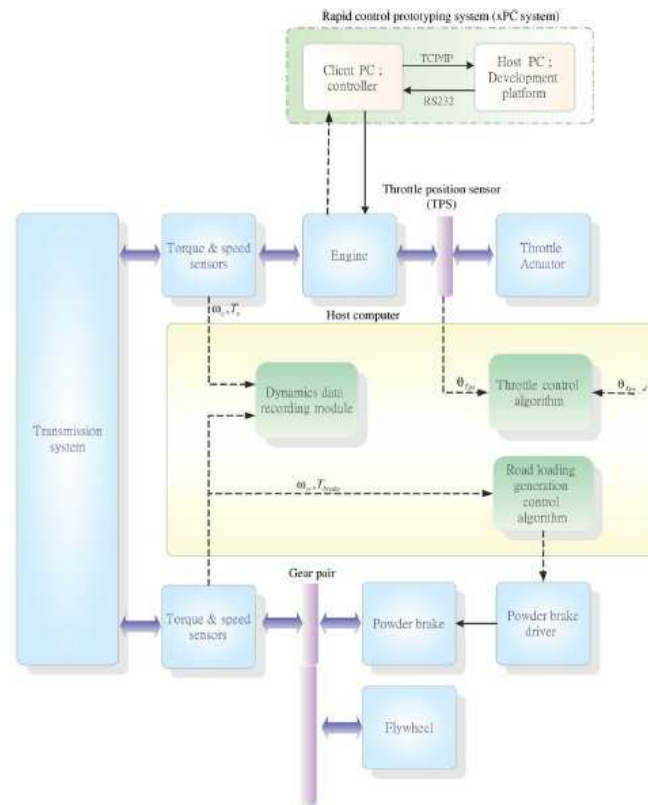 Rapid control prototyping system (xPC system)
Client PC ;
controller
TCP/IP
RS232
Host PC ;
Development
platform
Throttle position sensor
(TPS)
Torque & speed
sensors
Engine
Throttle
Actuator
Host computer
Dynamics data
recording module
θ
Throttle control
algorithm
θ
Transmission
system
Road loading
generation
control
algorithm
Gear pair
Torque & speed
sensors
Powder brake
Powder brake
driver
Flywheel